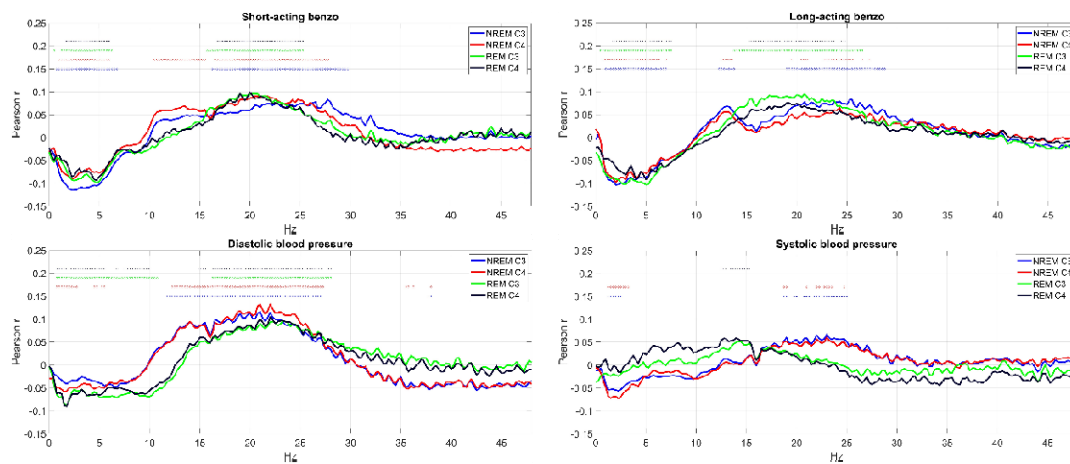 Short-acting benzo
0.25
0.2
0.15
0.1
0.05
0
-0.05
-0.1
-0.15
Pearson r
0 5 10 15 20 25 30 35 40 45
Hz
NREM C3
NREM C4
REM C3
REM C4
Long-acting benzo
0.25
0.2
0.15
0.1
0.05
0
-0.05
-0.1
-0.15
Pearson r
0 5 10 15 20 25 30 35 40 45
Hz
NREM C3
NREM C4
REM C3
REM C4
Diastolic blood pressure
0.25
0.2
0.15
0.1
0.05
0
-0.05
-0.1
-0.15
Pearson r
0 5 10 15 20 25 30 35 40 45
Hz
NREM C3
NREM C4
REM C3
REM C4
Systolic blood pressure
0.25
0.2
0.15
0.1
0.05
0
-0.05
-0.1
-0.15
Pearson r
0 5 10 15 20 25 30 35 40 45
Hz
NREM C3
NREM C4
REM C3
REM C4